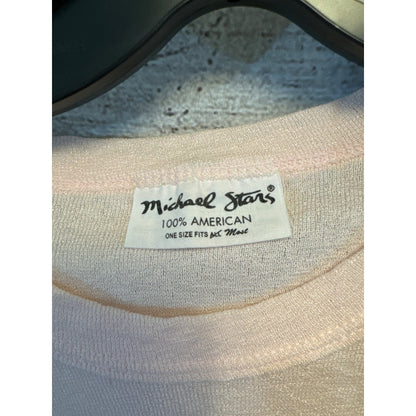 Michael Stars®
100% AMERICAN
ONE SIZE FITS Most